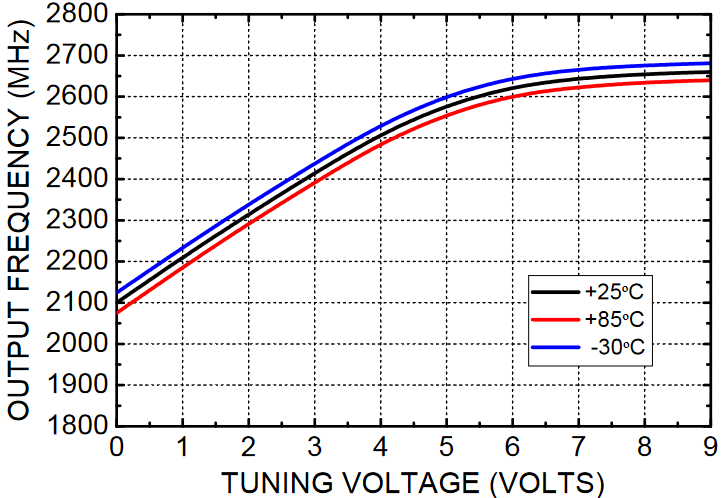 OUTPUT FREQUENCY (MHz)
2800
2700
2600
2500
2400
2300
2200
2100
2000
1900
1800
+25°C
+85°C
-30°C
0 1 2 3 4 5 6 7 8 9
TUNING VOLTAGE (VOLTS)